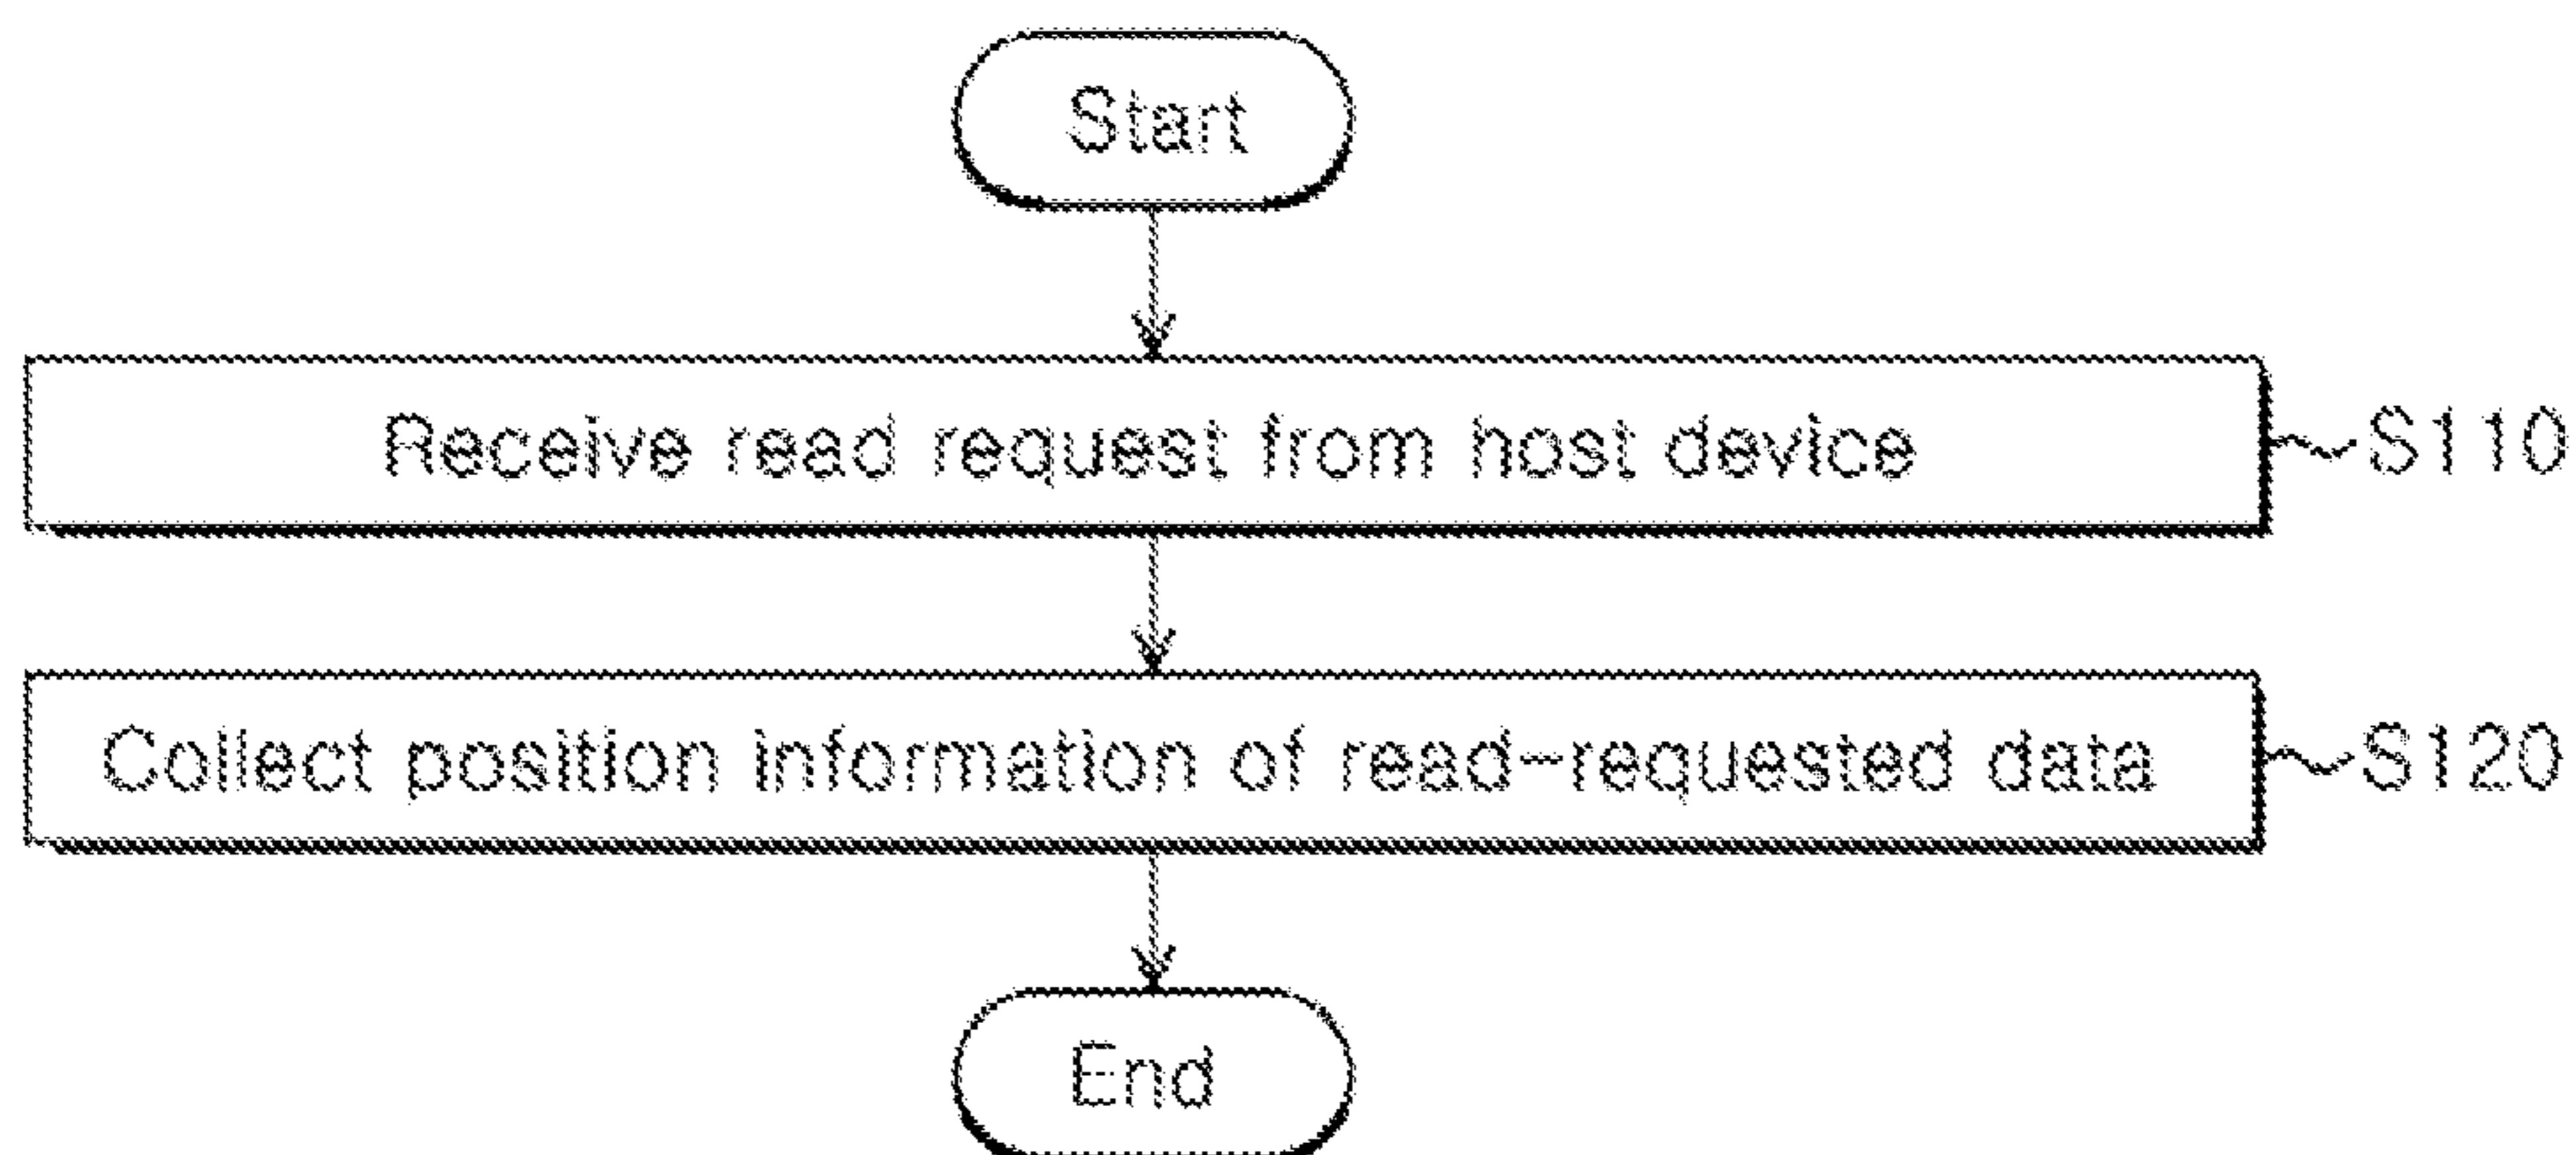 Start
Receive read request from host device
S110
Collect position information of read-requested data
S120
End